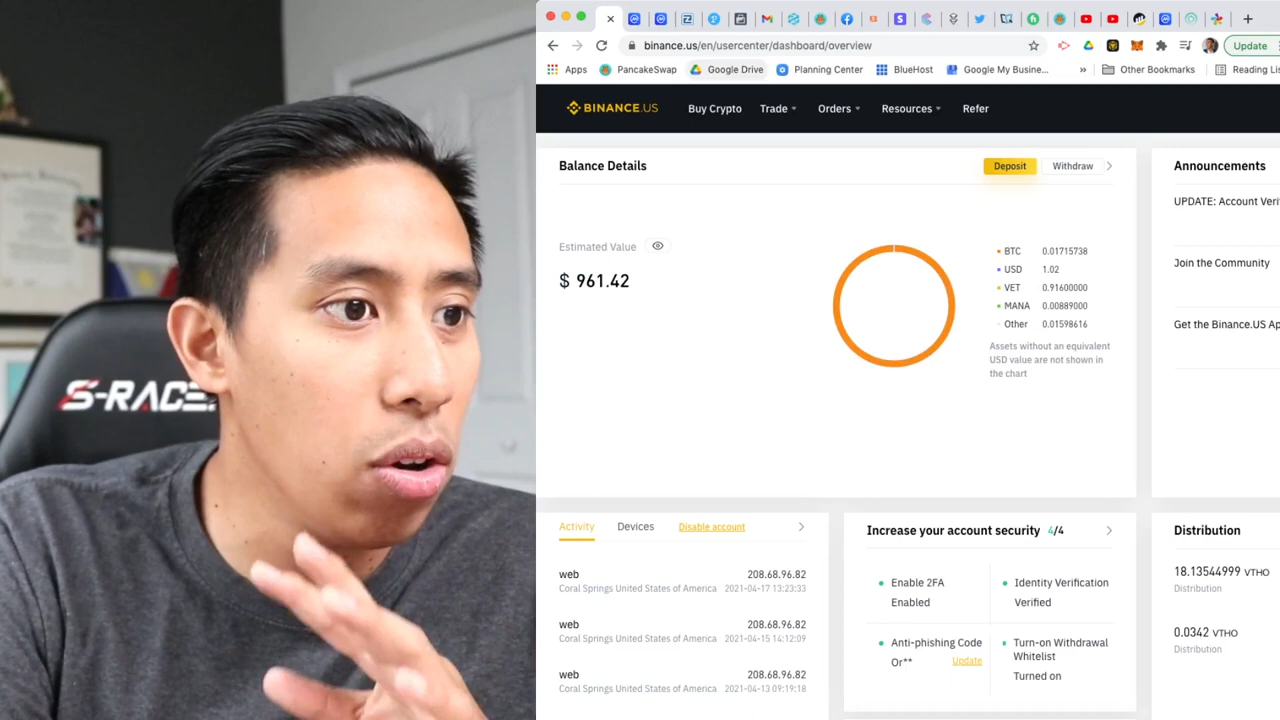 S-RACE
binance.us/en/usercenter/dashboard/overview
Update
Apps
PancakeSwap
Google Drive
Planning Center
BlueHost
Google My Busine...
»
Other Bookmarks
Reading Lis
BINANCE.US
Buy Crypto
Trade
Orders
Resources
Refer
Balance Details
Deposit
Withdraw
Estimated Value
$ 961.42
BTC 0.01715738
USD 1.02
VET 0.91600000
MANA 0.00889000
Other 0.01598616
Assets without an equivalent
USD value are not shown in
the chart
Announcements
UPDATE: Account Veri
Join the Community
Get the Binance.US Ap
Activity
Devices
Disable account
web 208.68.96.82
Coral Springs United States of America 2021-04-17 13:23:33
web 208.68.96.82
Coral Springs United States of America 2021-04-15 14:12:09
web 208.68.96.82
Coral Springs United States of America 2021-04-13 09:19:18
Increase your account security 4/4
Enable 2FA
Enabled
Identity Verification
Verified
Anti-phishing Code
Or** Update
Turn-on Withdrawal
Whitelist
Turned on
Distribution
18.13544999 VTHO
Distribution
0.0342 VTHO
Distribution